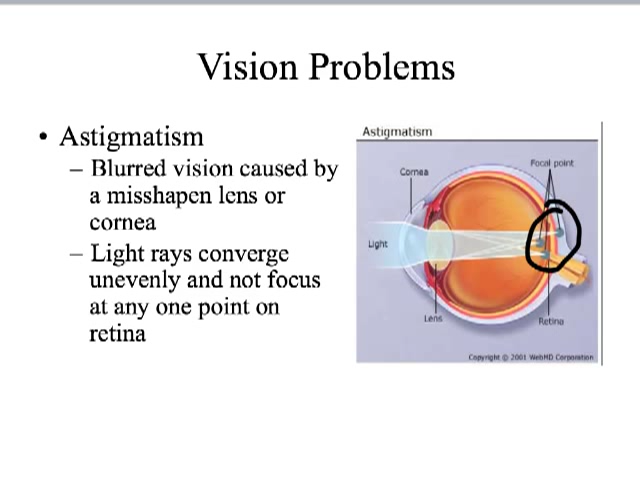 Vision Problems
• Astigmatism
– Blurred vision caused by
a misshapen lens or
cornea
– Light rays converge
unevenly and not focus
at any one point on
retina
Astigmatism
Focal point
Cornea
Light
Lens
Retina
Copyright © 2001 WebMD Corporation